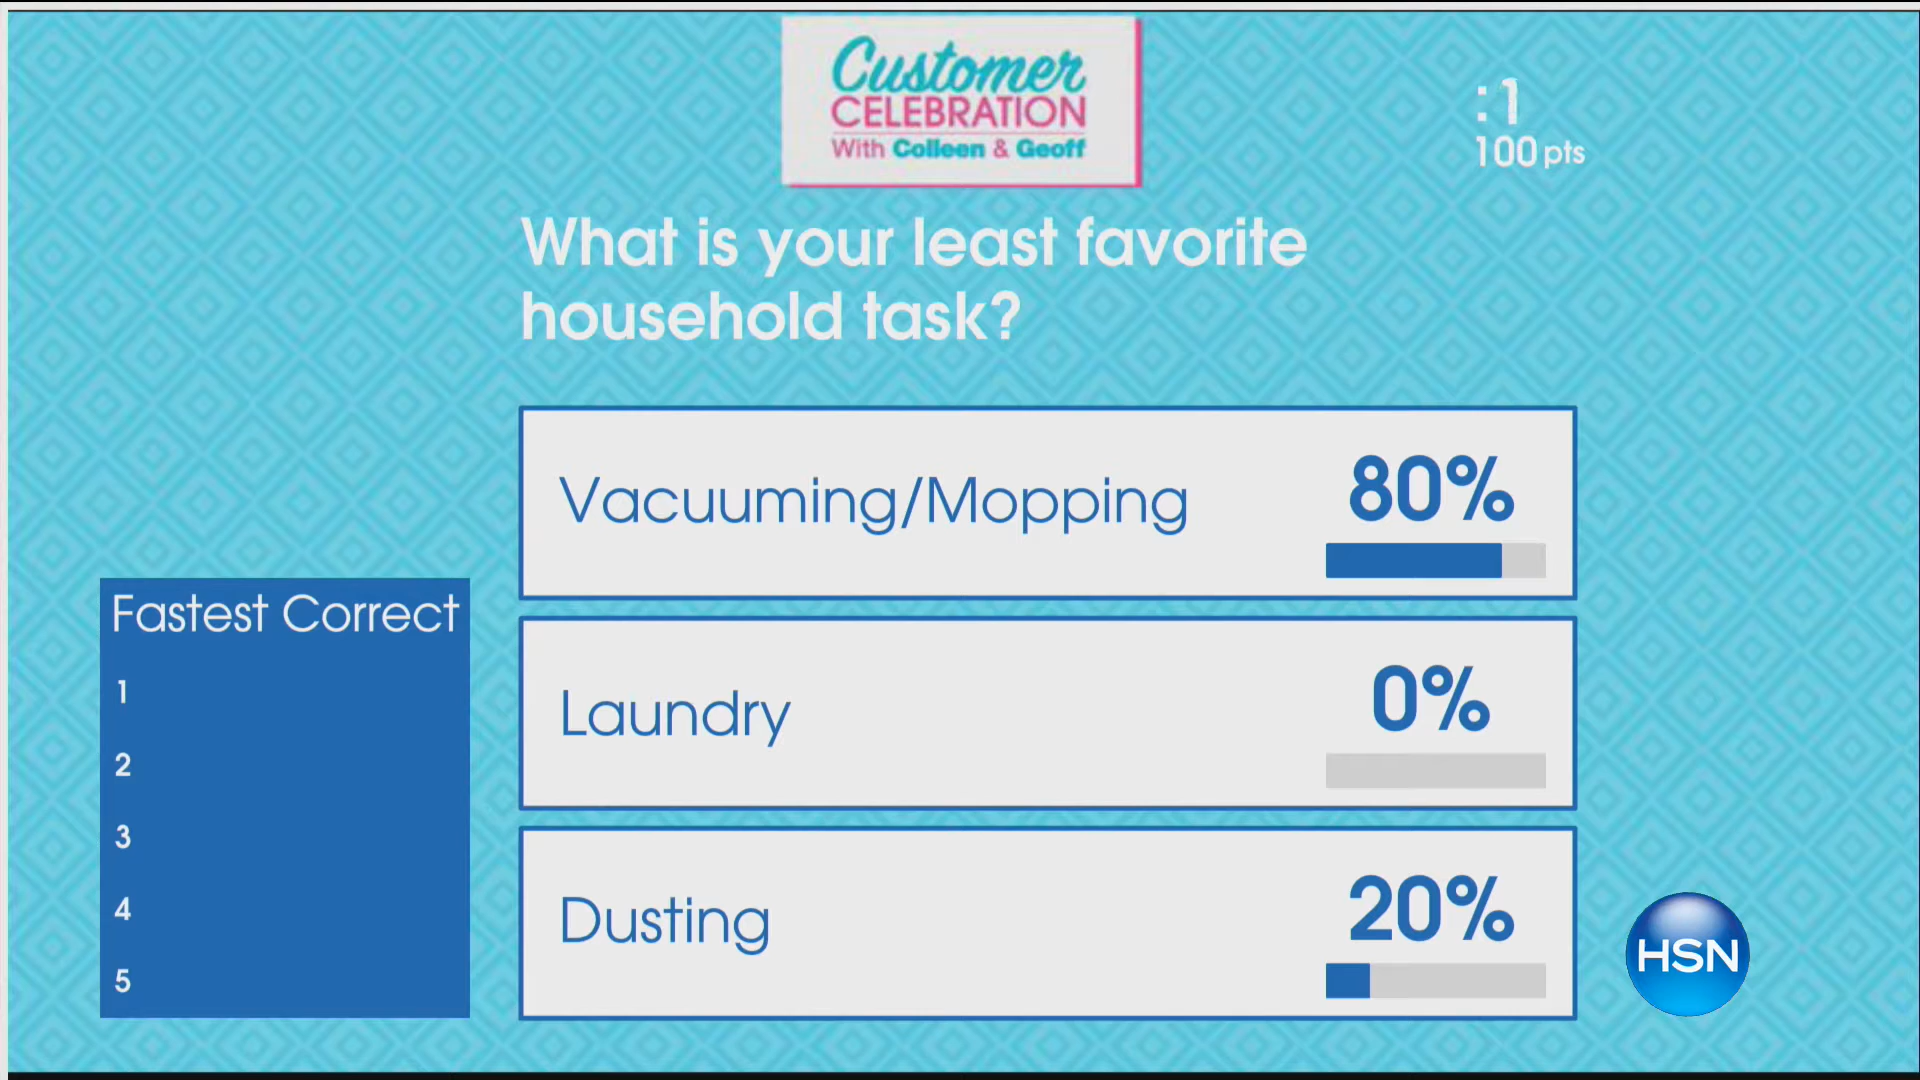 Customer
CELEBRATION
With Colleen & Geoff
:1
100 pts
What is your least favorite
household task?
Vacuuming/Mopping
80%
Laundry
0%
Dusting
20%
Fastest Correct
1
2
3
4
5
HSN